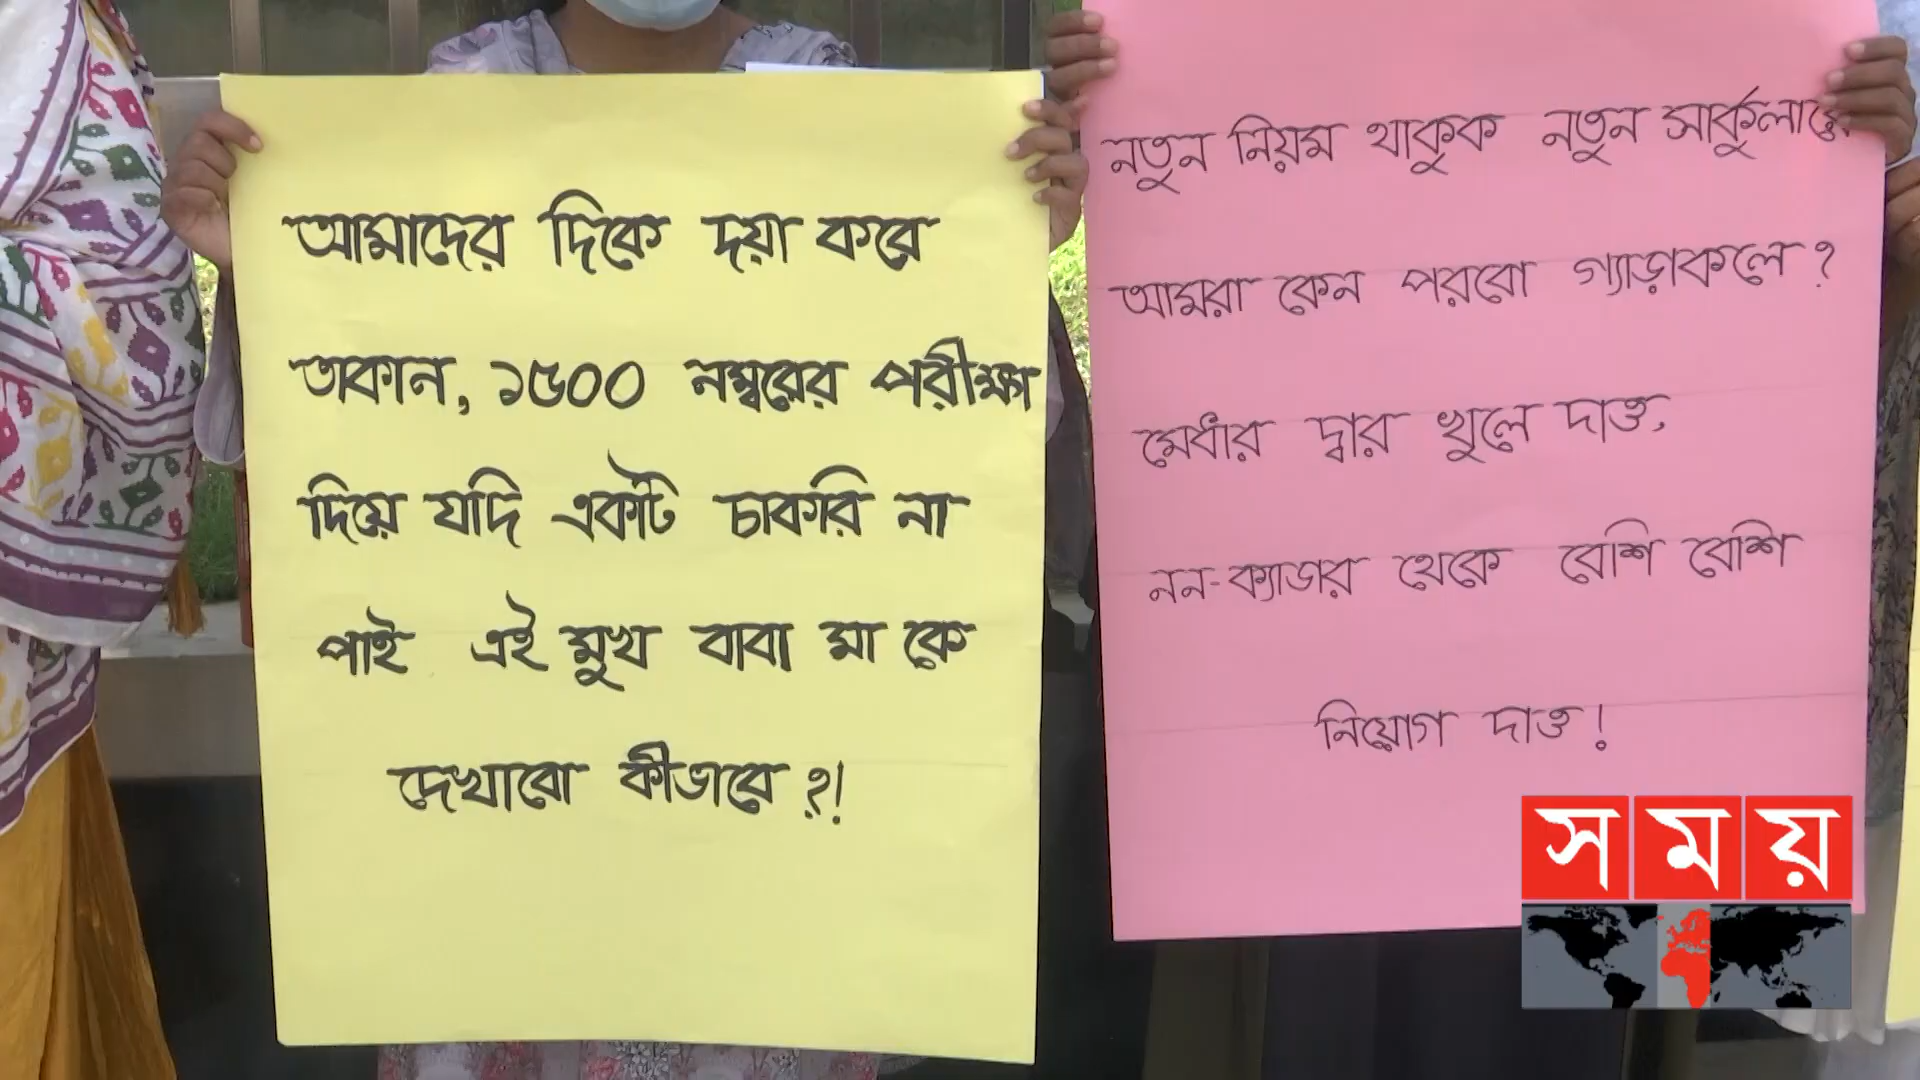 আমাদের দিকে দয়া করে
তাকান, ১৫০০ নম্বরের পরীক্ষা
দিয়ে যদি একটি চাকরি না
পাই এই মুখ বাবা মা কে
দেখাবো কীভাবে ?!
নতুন নিয়ম থাকুক নতুন
আমরা কেন পরবো গ্যাড়াকলে ?
মেধার দ্বার খুলে দাও,
নন-ক্যাডার থেকে বেশি বেশি
নিয়োগ দাও !
সময়